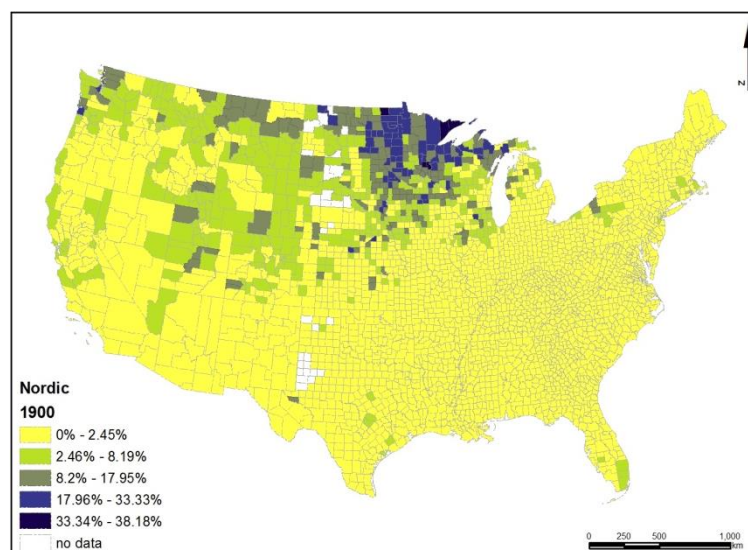 N
Nordic
1900
0% - 2.45%
2.46% - 8.19%
8.2% - 17.95%
17.96% - 33.33%
33.34% - 38.18%
no data
0 250 500 1,000
km